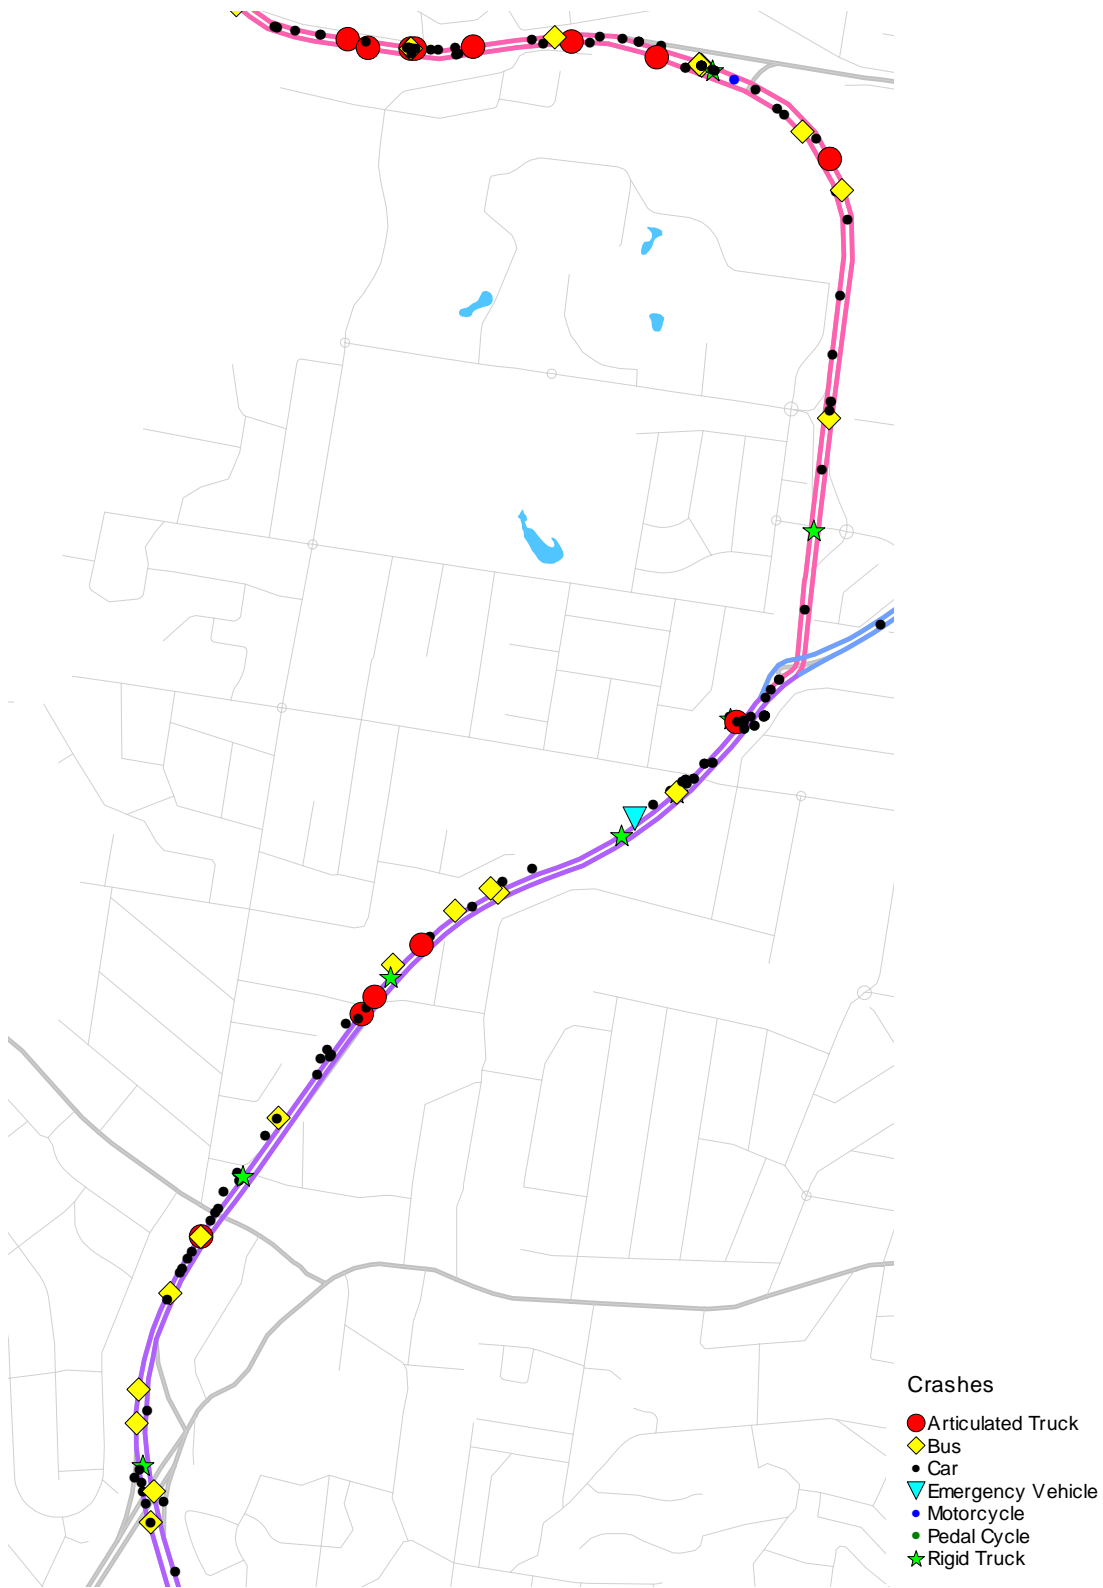 Crashes
Articulated Truck
Bus
Car
Emergency Vehicle
Motorcycle
Pedal Cycle
Rigid Truck